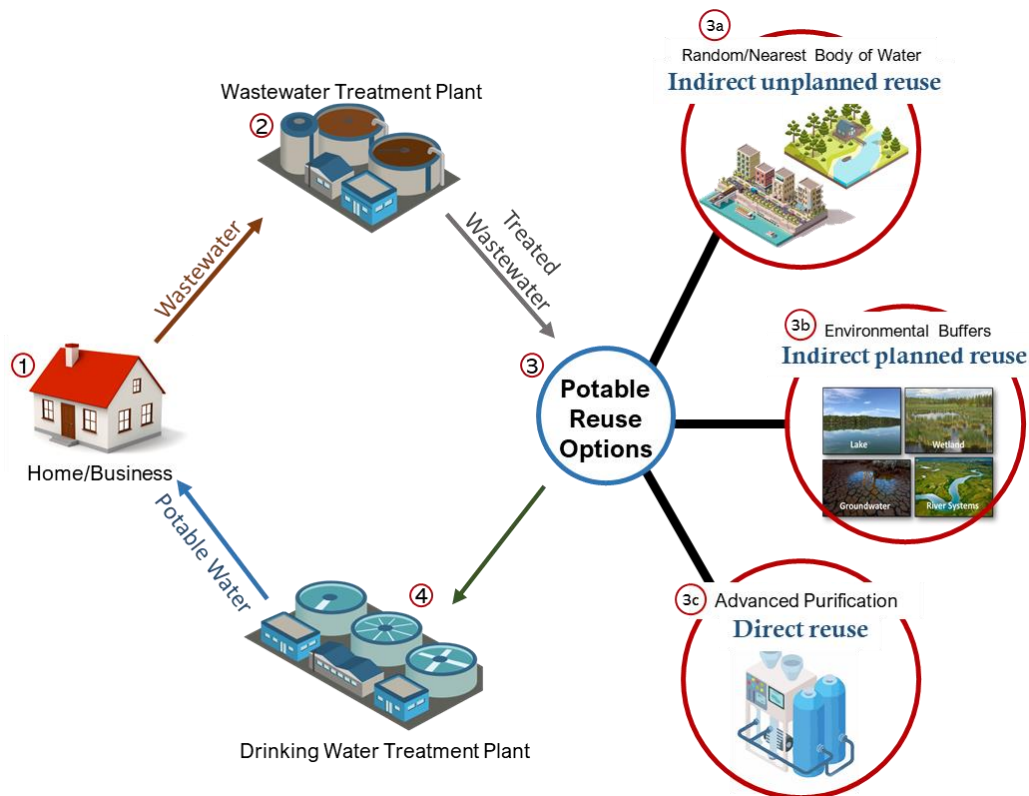 3a
Random/Nearest Body of Water
Indirect unplanned reuse
Wastewater Treatment Plant
2
Wastewater
Treated
Wastewater
1
Home/Business
3
Potable
Reuse
Options
3b
Environmental Buffers
Indirect planned reuse
Lake
Wetland
Groundwater
River Systems
Potable Water
4
Drinking Water Treatment Plant
3c
Advanced Purification
Direct reuse